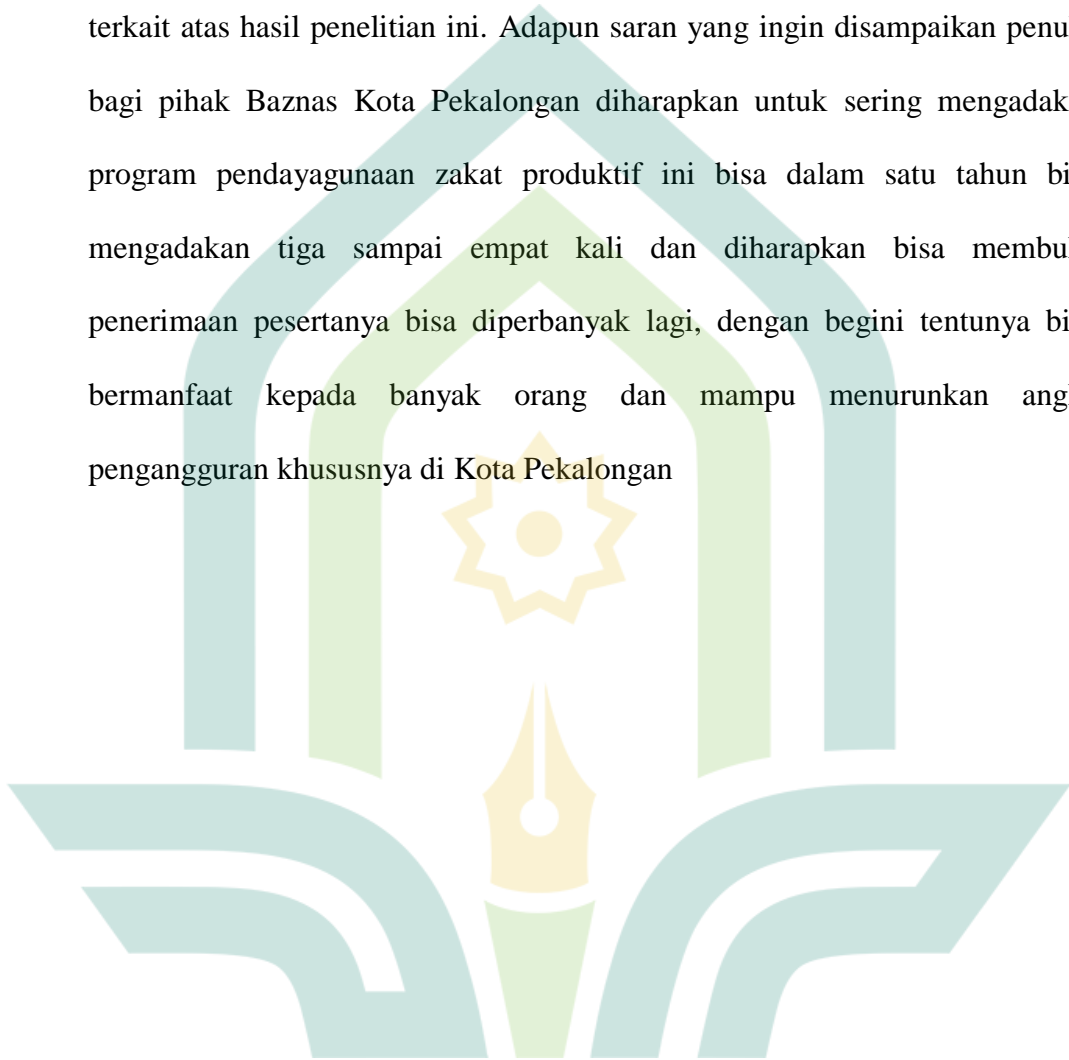 terkait atas hasil penelitian ini. Adapun saran yang ingin disampaikan penu
bagi pihak Baznas Kota Pekalongan diharapkan untuk sering mengadak
program pendayagunaan zakat produktif ini bisa dalam satu tahun bi
mengadakan tiga sampai empat kali dan diharapkan bisa membu
penerimaan pesertanya bisa diperbanyak lagi, dengan begini tentunya bi
bermanfaat kepada banyak orang dan mampu menurunkan ang
pengangguran khususnya di Kota Pekalongan